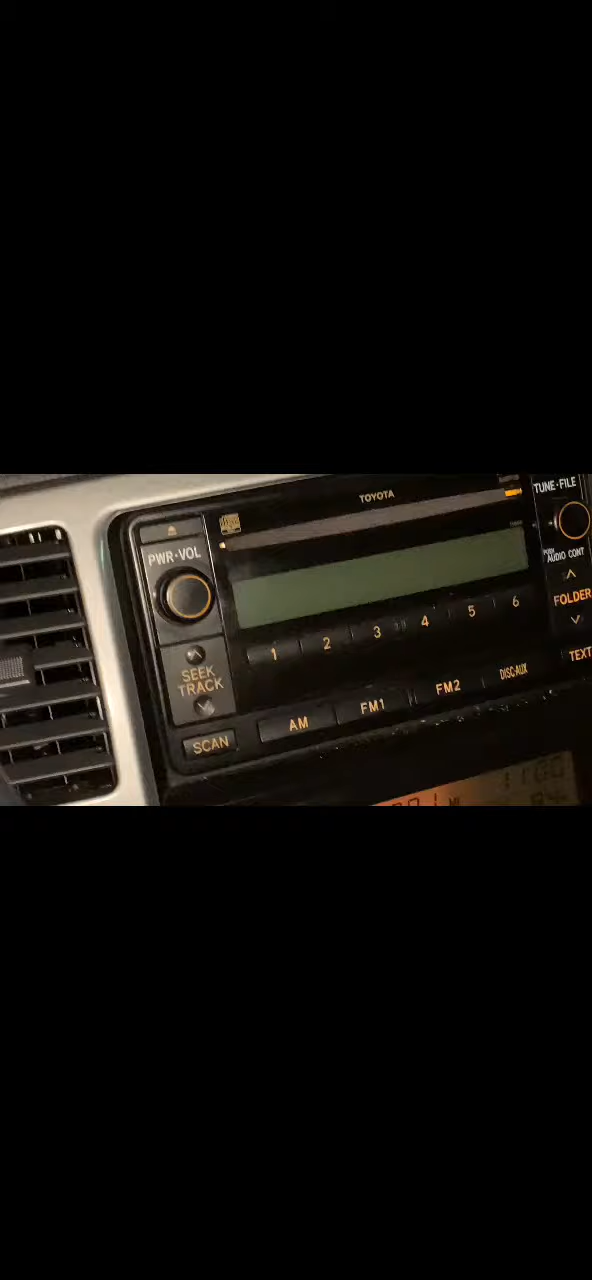 TOYOTA
TUNE·FILE
PWR·VOL
PUSH
AUDIO CONT
FOLDER
1 2 3 4 5 6
SEEK
TRACK
TEXT
SCAN AM FM1 FM2 DISC·AUX